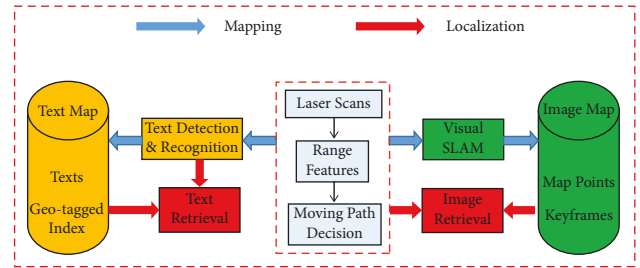 Mapping
Localization
Text Map
Texts
Geo-tagged
Index
Text Detection
& Recognition
Text
Retrieval
Laser Scans
Range
Features
Moving Path
Decision
Visual
SLAM
Image
Retrieval
Image Map
Map Points
Keyframes